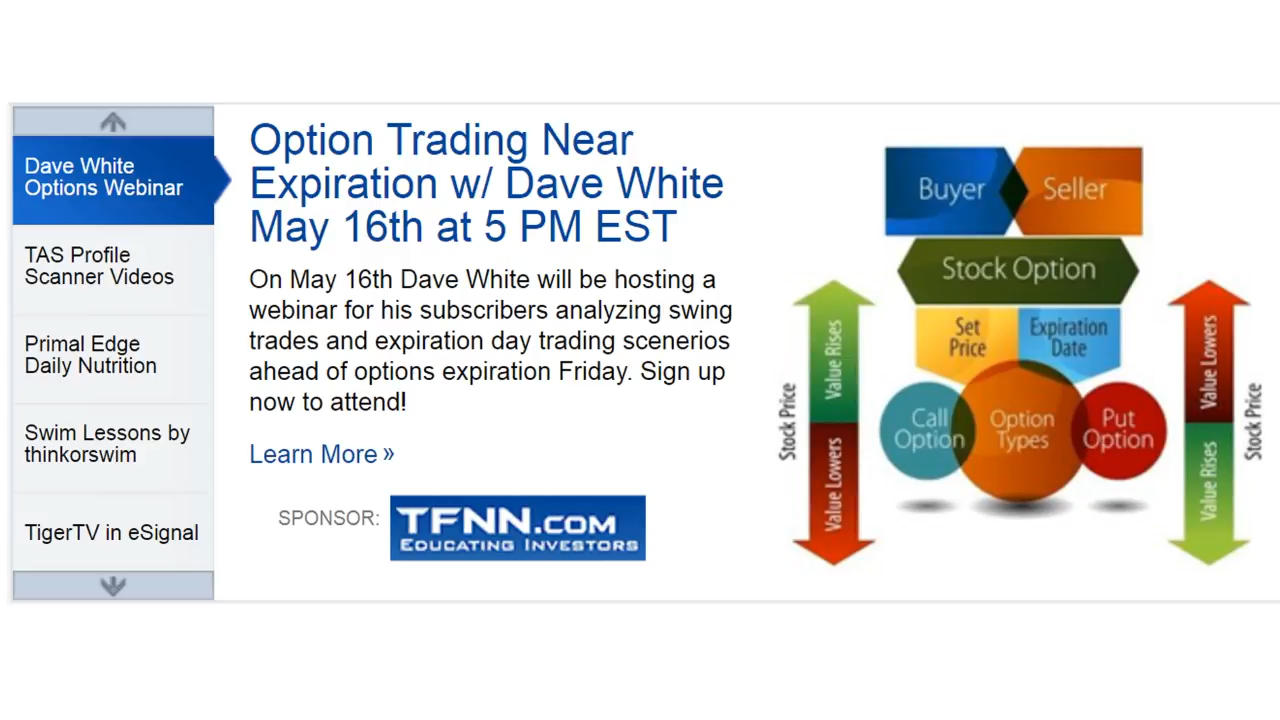 Dave White
Options Webinar
TAS Profile
Scanner Videos
Primal Edge
Daily Nutrition
Swim Lessons by
thinkorswim
TigerTV in eSignal
Option Trading Near
Expiration w/ Dave White
May 16th at 5 PM EST
On May 16th Dave White will be hosting a
webinar for his subscribers analyzing swing
trades and expiration day trading scenerios
ahead of options expiration Friday. Sign up
now to attend!
Learn More »
SPONSOR:
TFNN.COM
EDUCATING INVESTORS
Buyer
Seller
Stock Option
Set
Price
Expiration
Date
Call
Option
Option
Types
Put
Option
Stock Price
Value Rises
Value Lowers
Value Lowers
Value Rises
Stock Price